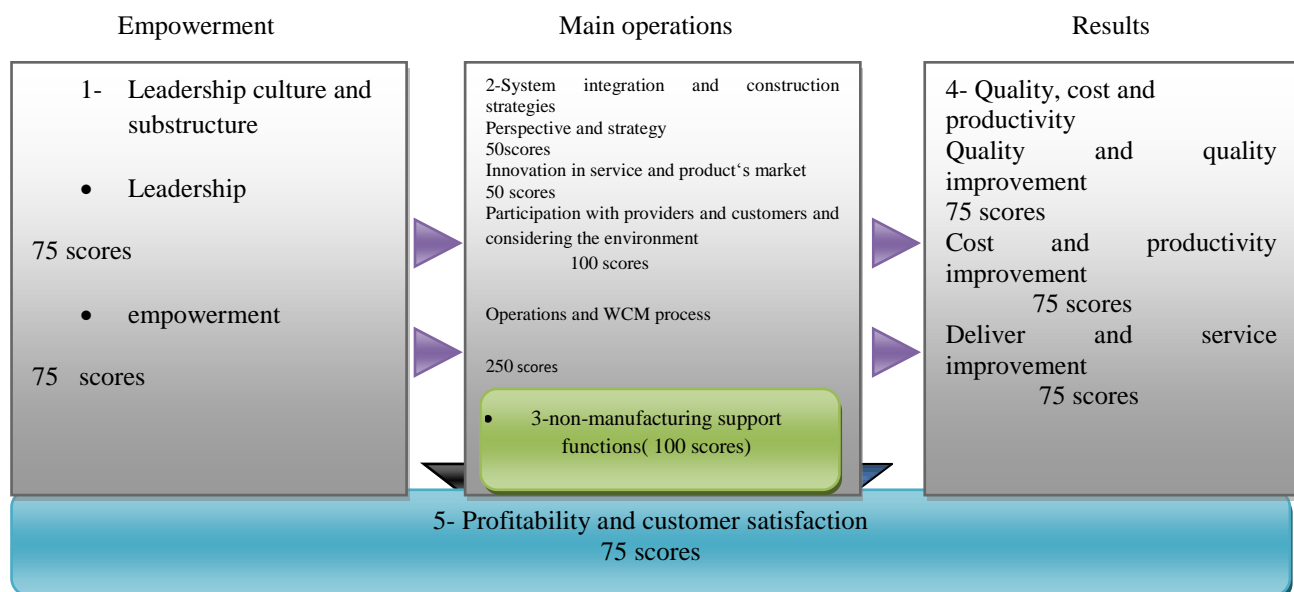 Empowerment
Main operations
Results
1- Leadership culture and
substructure
• Leadership
75 scores
• empowerment
75 scores
2-System integration and construction
strategies
Perspective and strategy
50scores
Innovation in service and product‘s market
50 scores
Participation with providers and customers and
considering the environment
100 scores
Operations and WCM process
250 scores
• 3-non-manufacturing support
functions( 100 scores)
4- Quality, cost and
productivity
Quality and quality
improvement
75 scores
Cost and productivity
improvement
75 scores
Deliver and service
improvement
75 scores
5- Profitability and customer satisfaction
75 scores